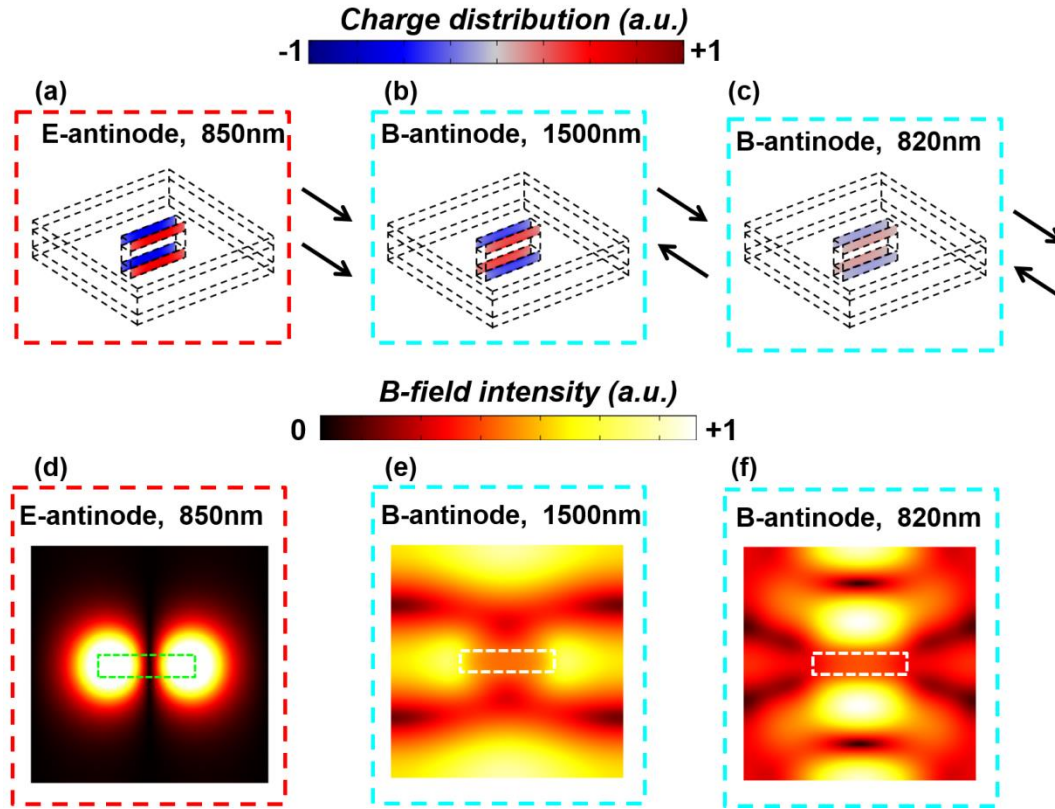 Charge distribution (a.u.)
-1 +1
(a) (b) (c)
E-antinode, 850nm B-antinode, 1500nm B-antinode, 820nm
B-field intensity (a.u.)
0 +1
(d) (e) (f)
E-antinode, 850nm B-antinode, 1500nm B-antinode, 820nm